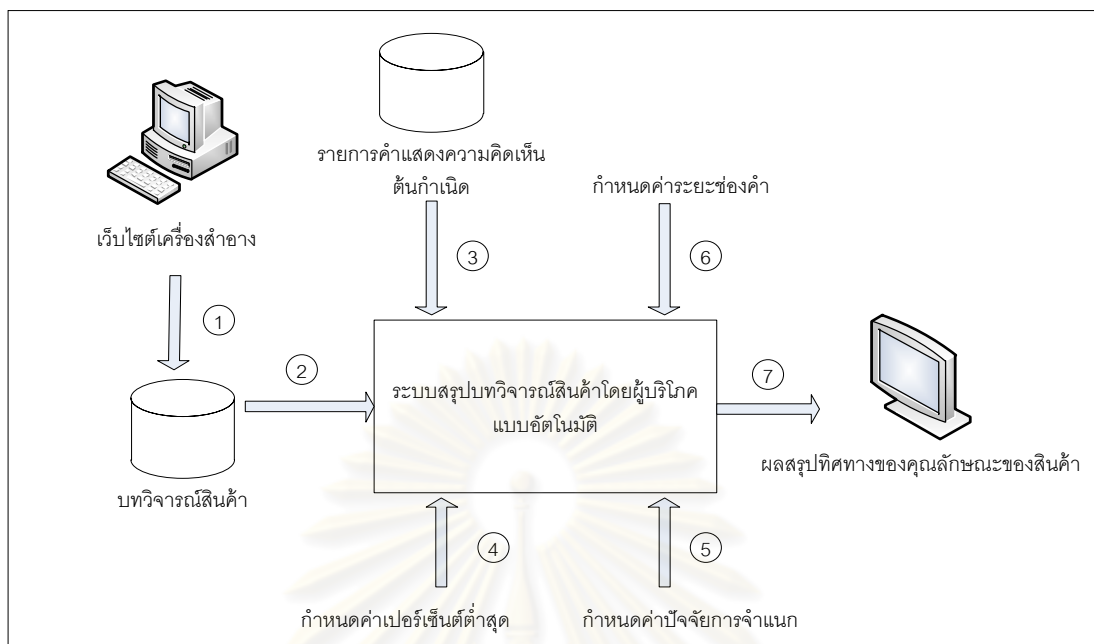 รายการคำแสดงความคิดเห็น
ต้นกำเนิด
กำหนดค่าระยะช่องคำ
เว็บไซต์เครื่องสำอาง
3
6
1
2
ระบบสรุปบทวิจารณ์สินค้าโดยผู้บริโภค
แบบอัตโนมัติ
7
บทวิจารณ์สินค้า
ผลสรุปทิศทางของคุณลักษณะของสินค้า
4
5
กำหนดค่าเปอร์เซ็นต์ต่ำสุด
กำหนดค่าปัจจัยการจำแนก